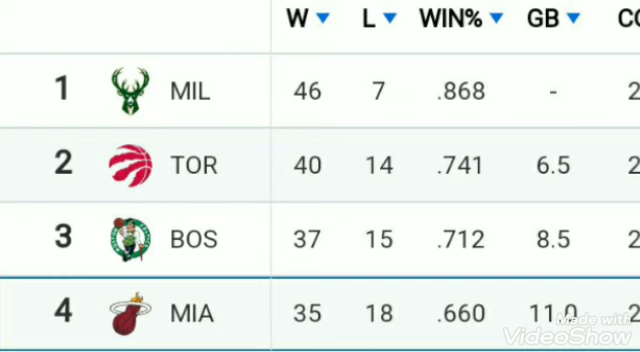 W L WIN% GB CO
1 MIL 46 7 .868 - 2
2 TOR 40 14 .741 6.5 2
3 BOS 37 15 .712 8.5 2
4 MIA 35 18 .660 11.0 2
Made with
VideoShow